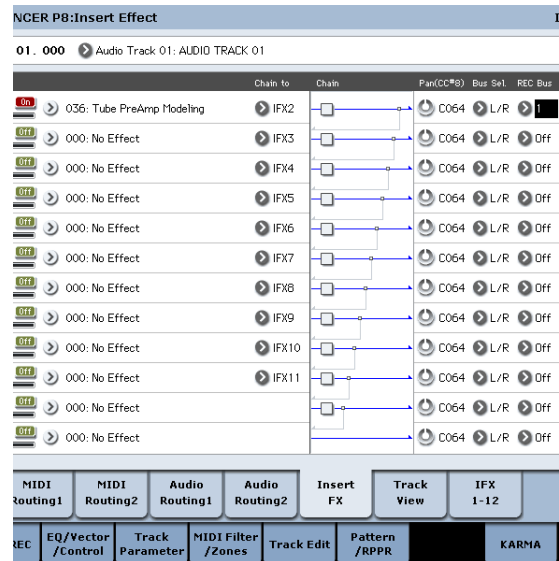 NCER P8:Insert Effect
01. 000 Audio Track 01: AUDIO TRACK 01
Chain to Chain Pan(CC#8) Bus Sel. REC Bus
On 036: Tube PreAmp Modeling IFX2 C064 L/R 1
Off 000: No Effect IFX3 C064 L/R Off
Off 000: No Effect IFX4 C064 L/R Off
Off 000: No Effect IFX5 C064 L/R Off
Off 000: No Effect IFX6 C064 L/R Off
Off 000: No Effect IFX7 C064 L/R Off
Off 000: No Effect IFX8 C064 L/R Off
Off 000: No Effect IFX9 C064 L/R Off
Off 000: No Effect IFX10 C064 L/R Off
Off 000: No Effect IFX11 C064 L/R Off
Off 000: No Effect C064 L/R Off
Off 000: No Effect C064 L/R Off
MIDI Routing1 MIDI Routing2 Audio Routing1 Audio Routing2 Insert FX Track View IFX 1-12
REC EQ/Vector /Control Track Parameter MIDI Filter /Zones Track Edit Pattern /RPPR KARMA